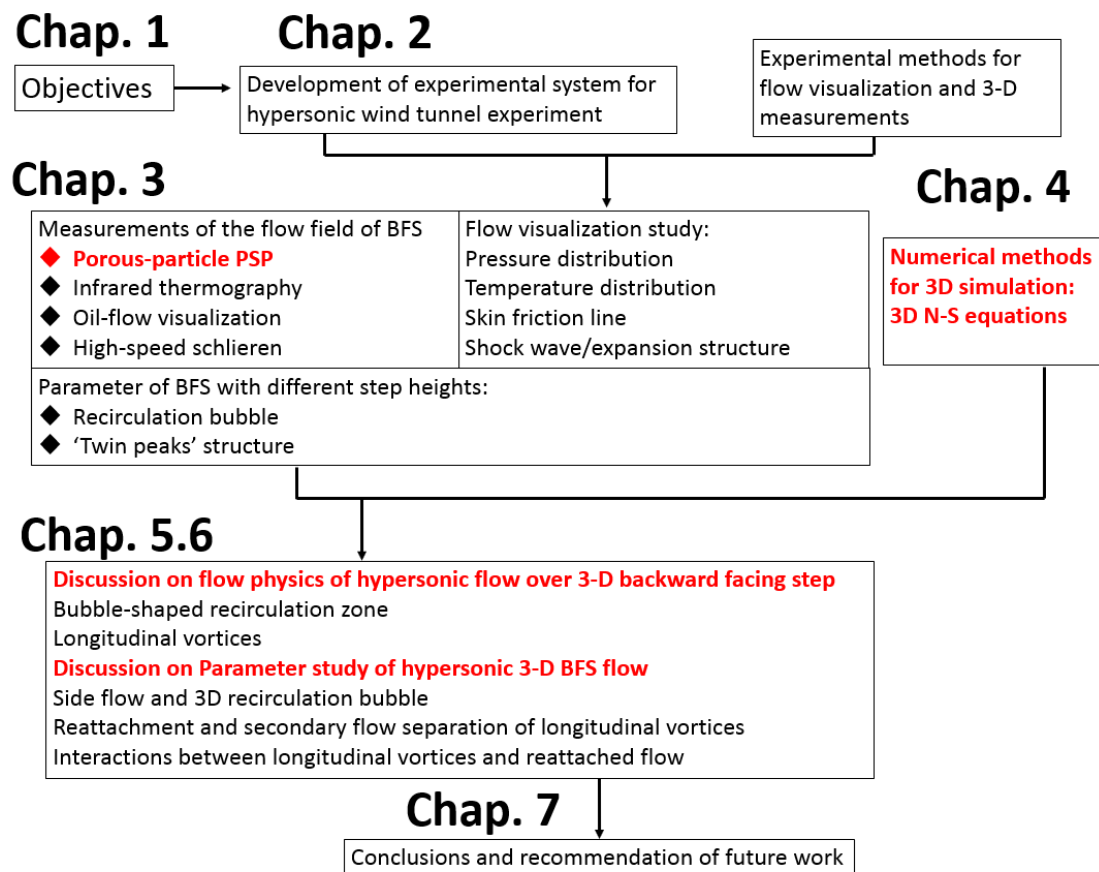 Chap. 1
Objectives
Chap. 2
Development of experimental system for
hypersonic wind tunnel experiment
Experimental methods for
flow visualization and 3-D
measurements
Chap. 3
Measurements of the flow field of BFS
◆ Porous-particle PSP
◆ Infrared thermography
◆ Oil-flow visualization
◆ High-speed schlieren
Flow visualization study:
Pressure distribution
Temperature distribution
Skin friction line
Shock wave/expansion structure
Parameter of BFS with different step heights:
◆ Recirculation bubble
◆ ‘Twin peaks’ structure
Chap. 4
Numerical methods
for 3D simulation:
3D N-S equations
Chap. 5.6
Discussion on flow physics of hypersonic flow over 3-D backward facing step
Bubble-shaped recirculation zone
Longitudinal vortices
Discussion on Parameter study of hypersonic 3-D BFS flow
Side flow and 3D recirculation bubble
Reattachment and secondary flow separation of longitudinal vortices
Interactions between longitudinal vortices and reattached flow
Chap. 7
Conclusions and recommendation of future work